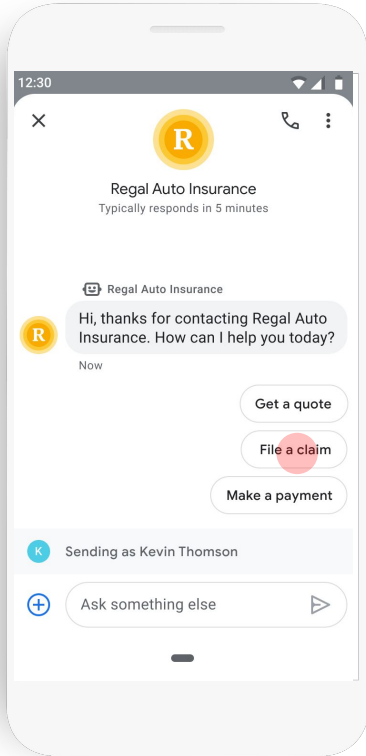 12:30
R
Regal Auto Insurance
Typically responds in 5 minutes
Regal Auto Insurance
R
Hi, thanks for contacting Regal Auto
Insurance. How can I help you today?
Now
Get a quote
File a claim
Make a payment
K Sending as Kevin Thomson
Ask something else